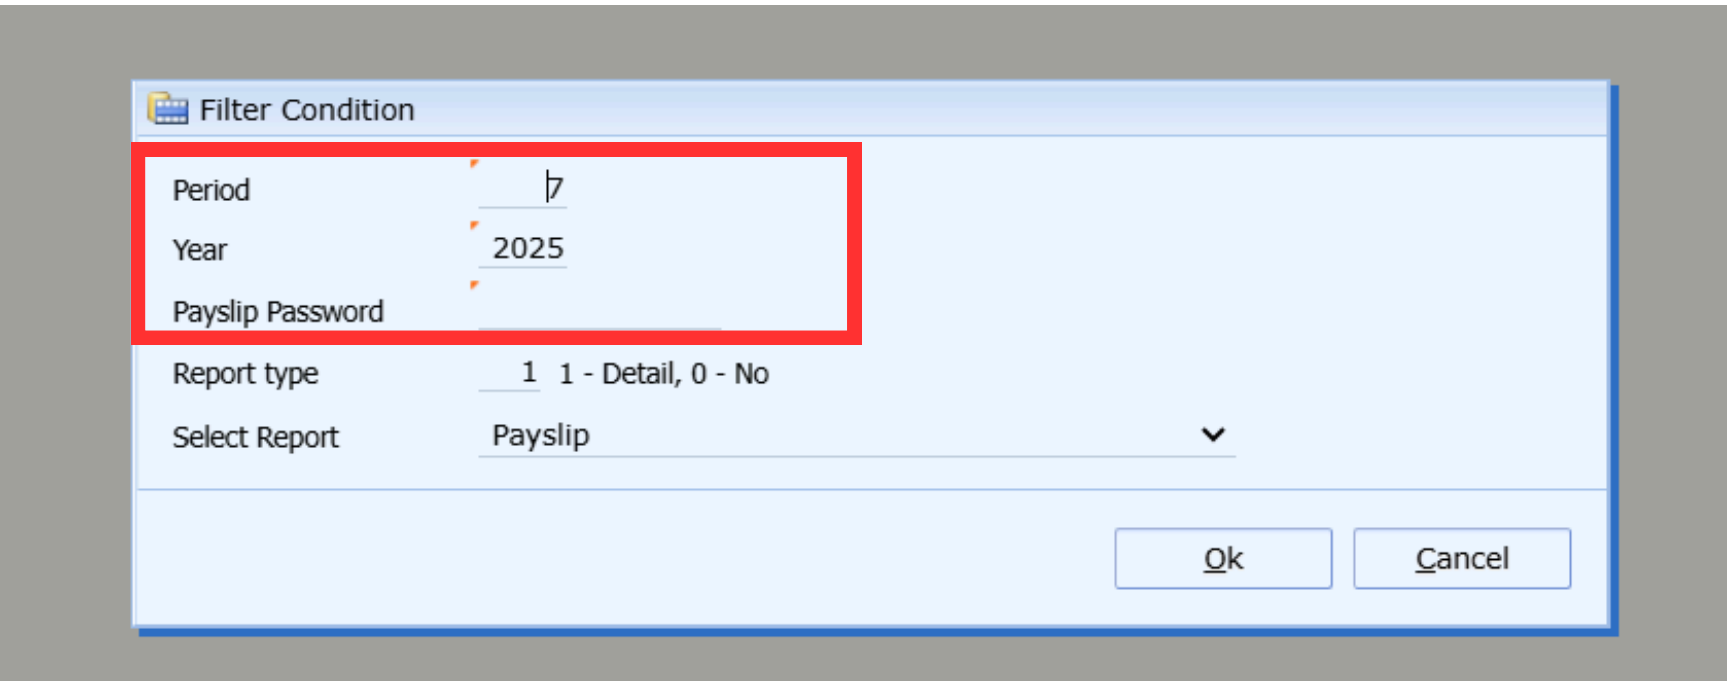 Filter Condition
Period 7
Year 2025
Payslip Password
Report type 1 1 - Detail, 0 - No
Select Report Payslip
Ok Cancel